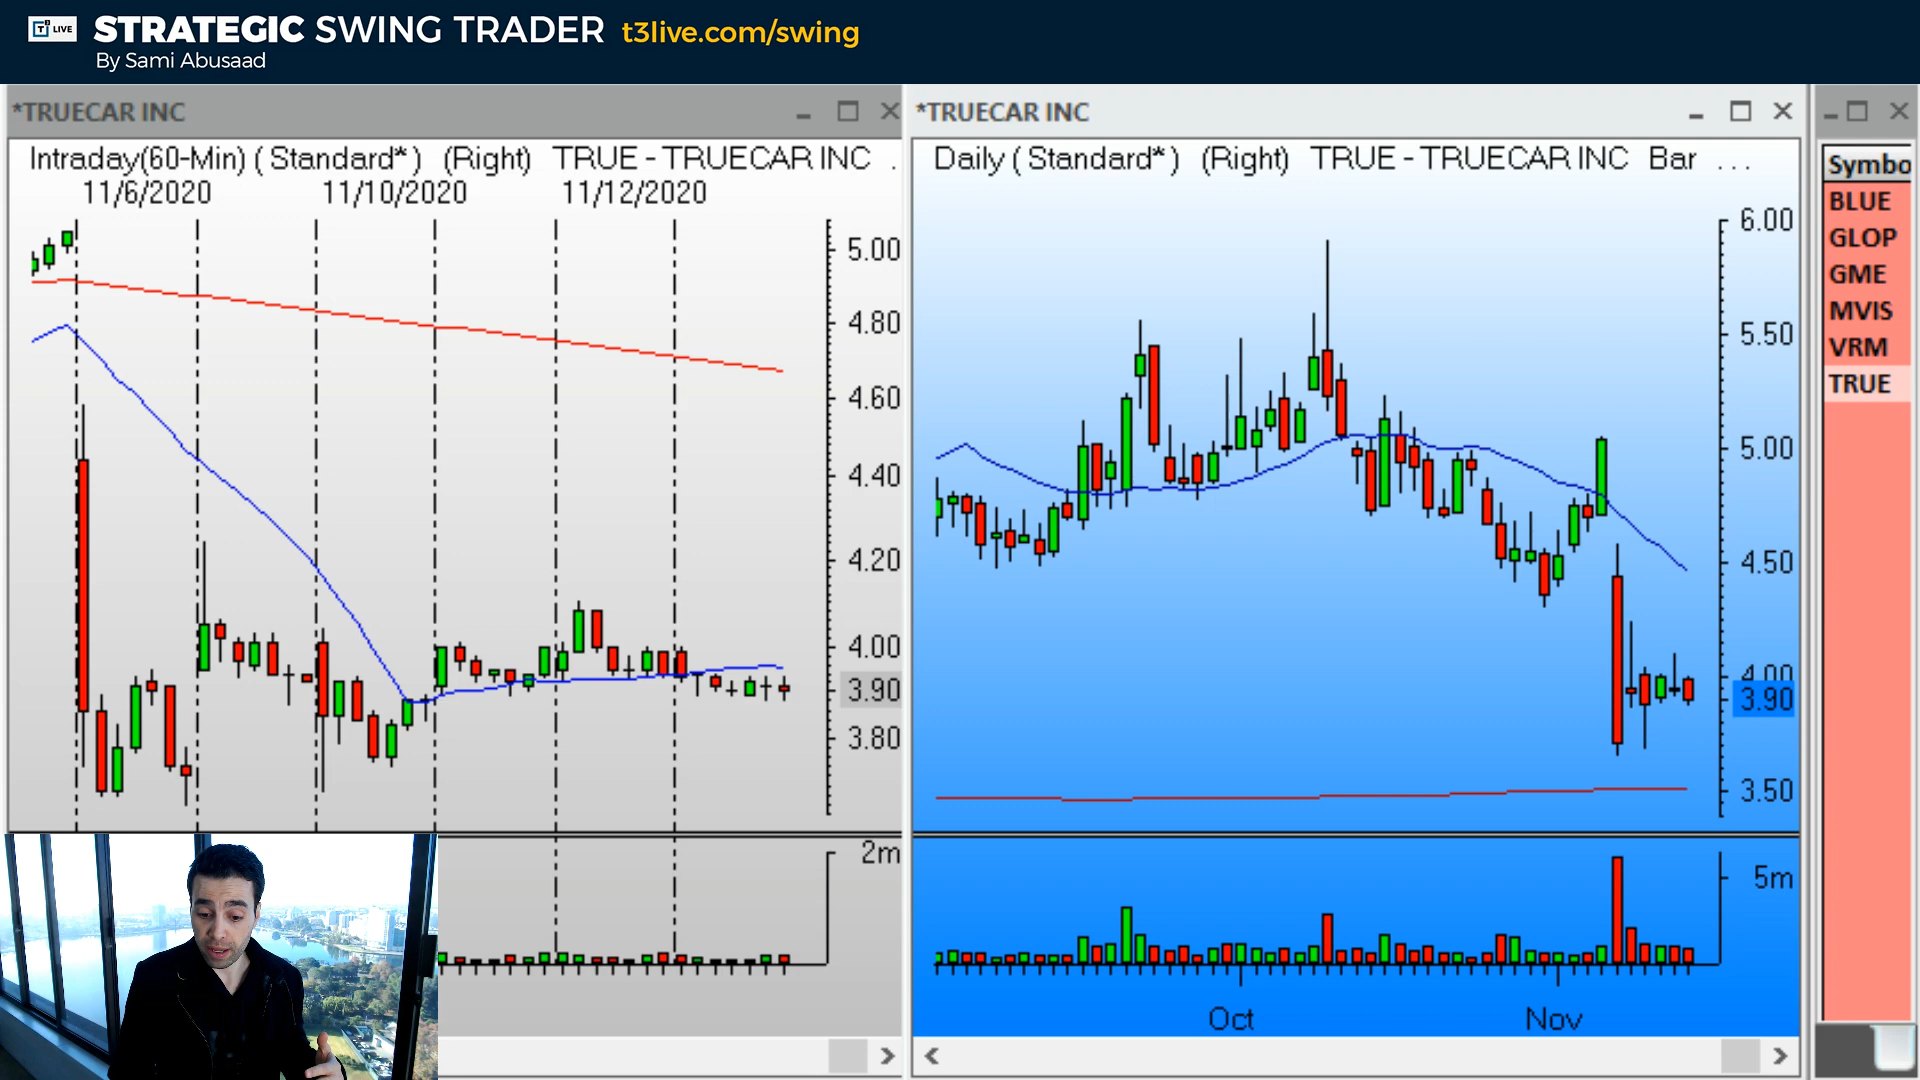 T3 LIVE
STRATEGIC SWING TRADER t3live.com/swing
By Sami Abusaad
*TRUECAR INC
Intraday(60-Min) (Standard*) (Right) TRUE - TRUECAR INC .
11/6/2020 11/10/2020 11/12/2020
5.00
4.80
4.60
4.40
4.20
4.00
3.90
3.80
2m
*TRUECAR INC
Daily (Standard*) (Right) TRUE - TRUECAR INC Bar ...
6.00
5.50
5.00
4.50
4.00
3.90
3.50
5m
Oct Nov
Symbo
BLUE
GLOP
GME
MVIS
VRM
TRUE